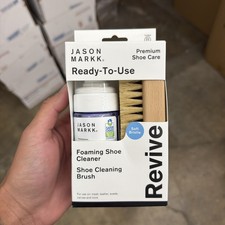 JASON
MARKK
Premium
Shoe Care
Ready-To-Use
JASON
MARKK.
Soft
Bristle
Foaming Shoe
Cleaner
Shoe Cleaning
Brush
Revive